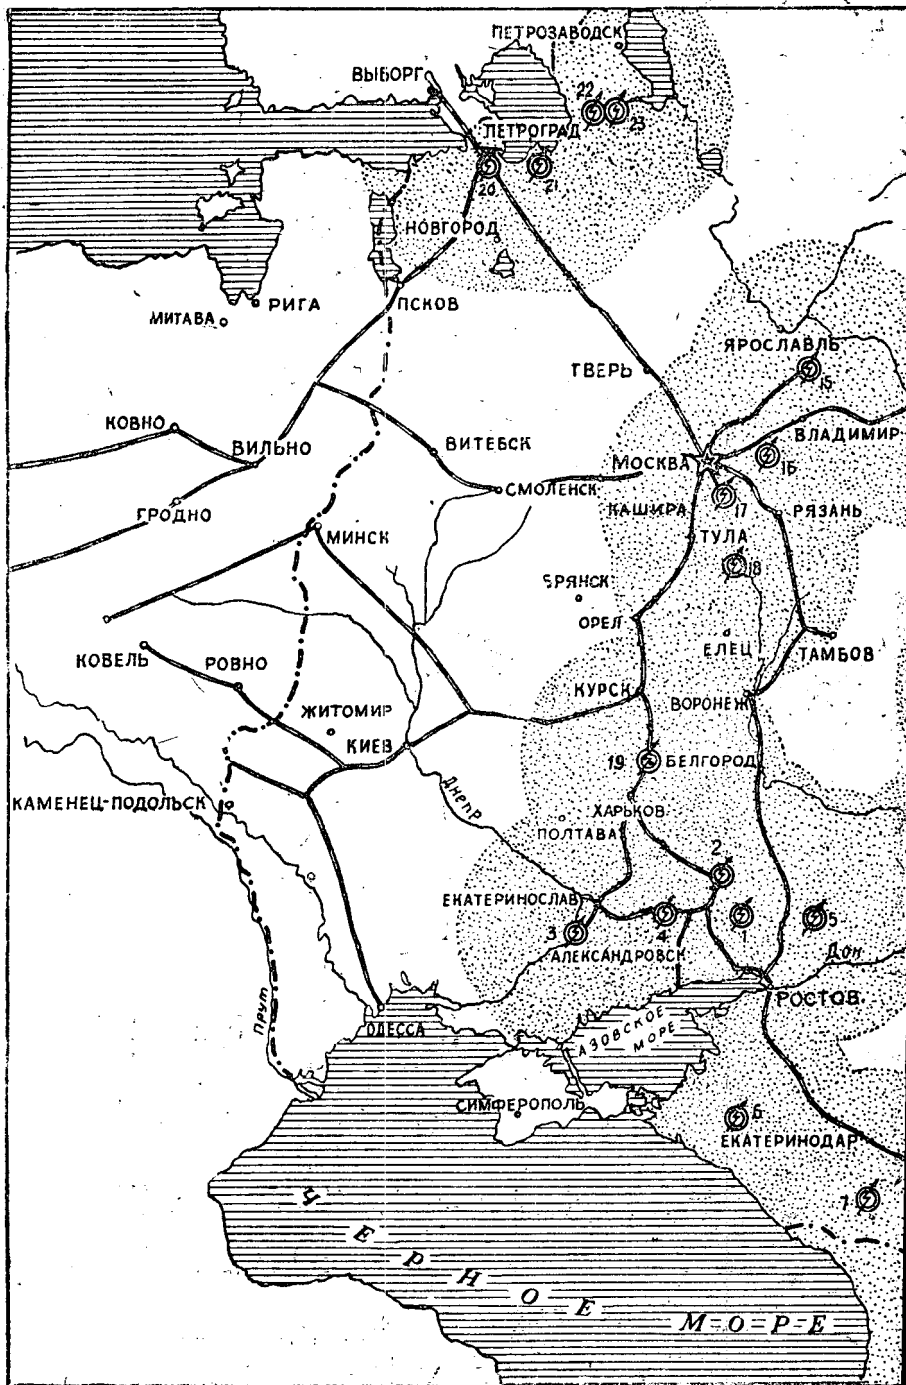 ПЕТРОЗАВОДСК
ВЫБОРГ
22
23
ПЕТРОГРАД
20
21
НОВГОРОД
ПСКОВ
РИГА
МИТАВА
ЯРОСЛАВЛЬ
15
ТВЕРЬ
КОВНО
ВИЛЬНО
ВИТЕБСК
ВЛАДИМИР
МОСКВА
16
СМОЛЕНСК
ГРОДНО
КАШИРА
17
РЯЗАНЬ
МИНСК
ТУЛА
18
БРЯНСК
ОРЕЛ
ЕЛЕЦ
ТАМБОВ
КОВЕЛЬ
РОВНО
КУРСК
ВОРОНЕЖ
ЖИТОМИР
КИЕВ
19
БЕЛГОРОД
Днепр
КАМЕНЕЦ-ПОДОЛЬСК
ХАРЬКОВ
ПОЛТАВА
2
ЕКАТЕРИНОСЛАВ
3
4
1
5
АЛЕКСАНДРОВСК
Дон
РОСТОВ
Прут
ОДЕССА
АЗОВСКОЕ
МОРЕ
СИМФЕРОПОЛЬ
6
ЕКАТЕРИНОДАР
7
ЧЕРНОЕ
МОРЕ